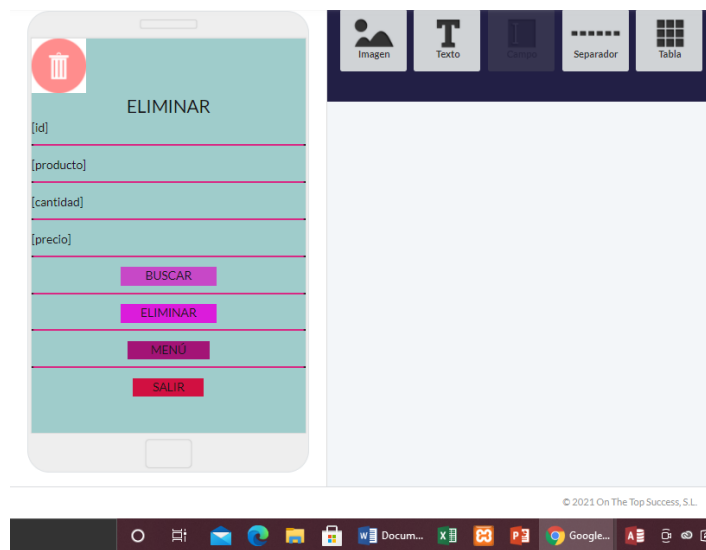 Imagen Texto Campo Separador Tabla
ELIMINAR
[id]
[producto]
[cantidad]
[precio]
BUSCAR
ELIMINAR
MENÚ
SALIR
© 2021 On The Top Success, S.L.
Docum... Google...